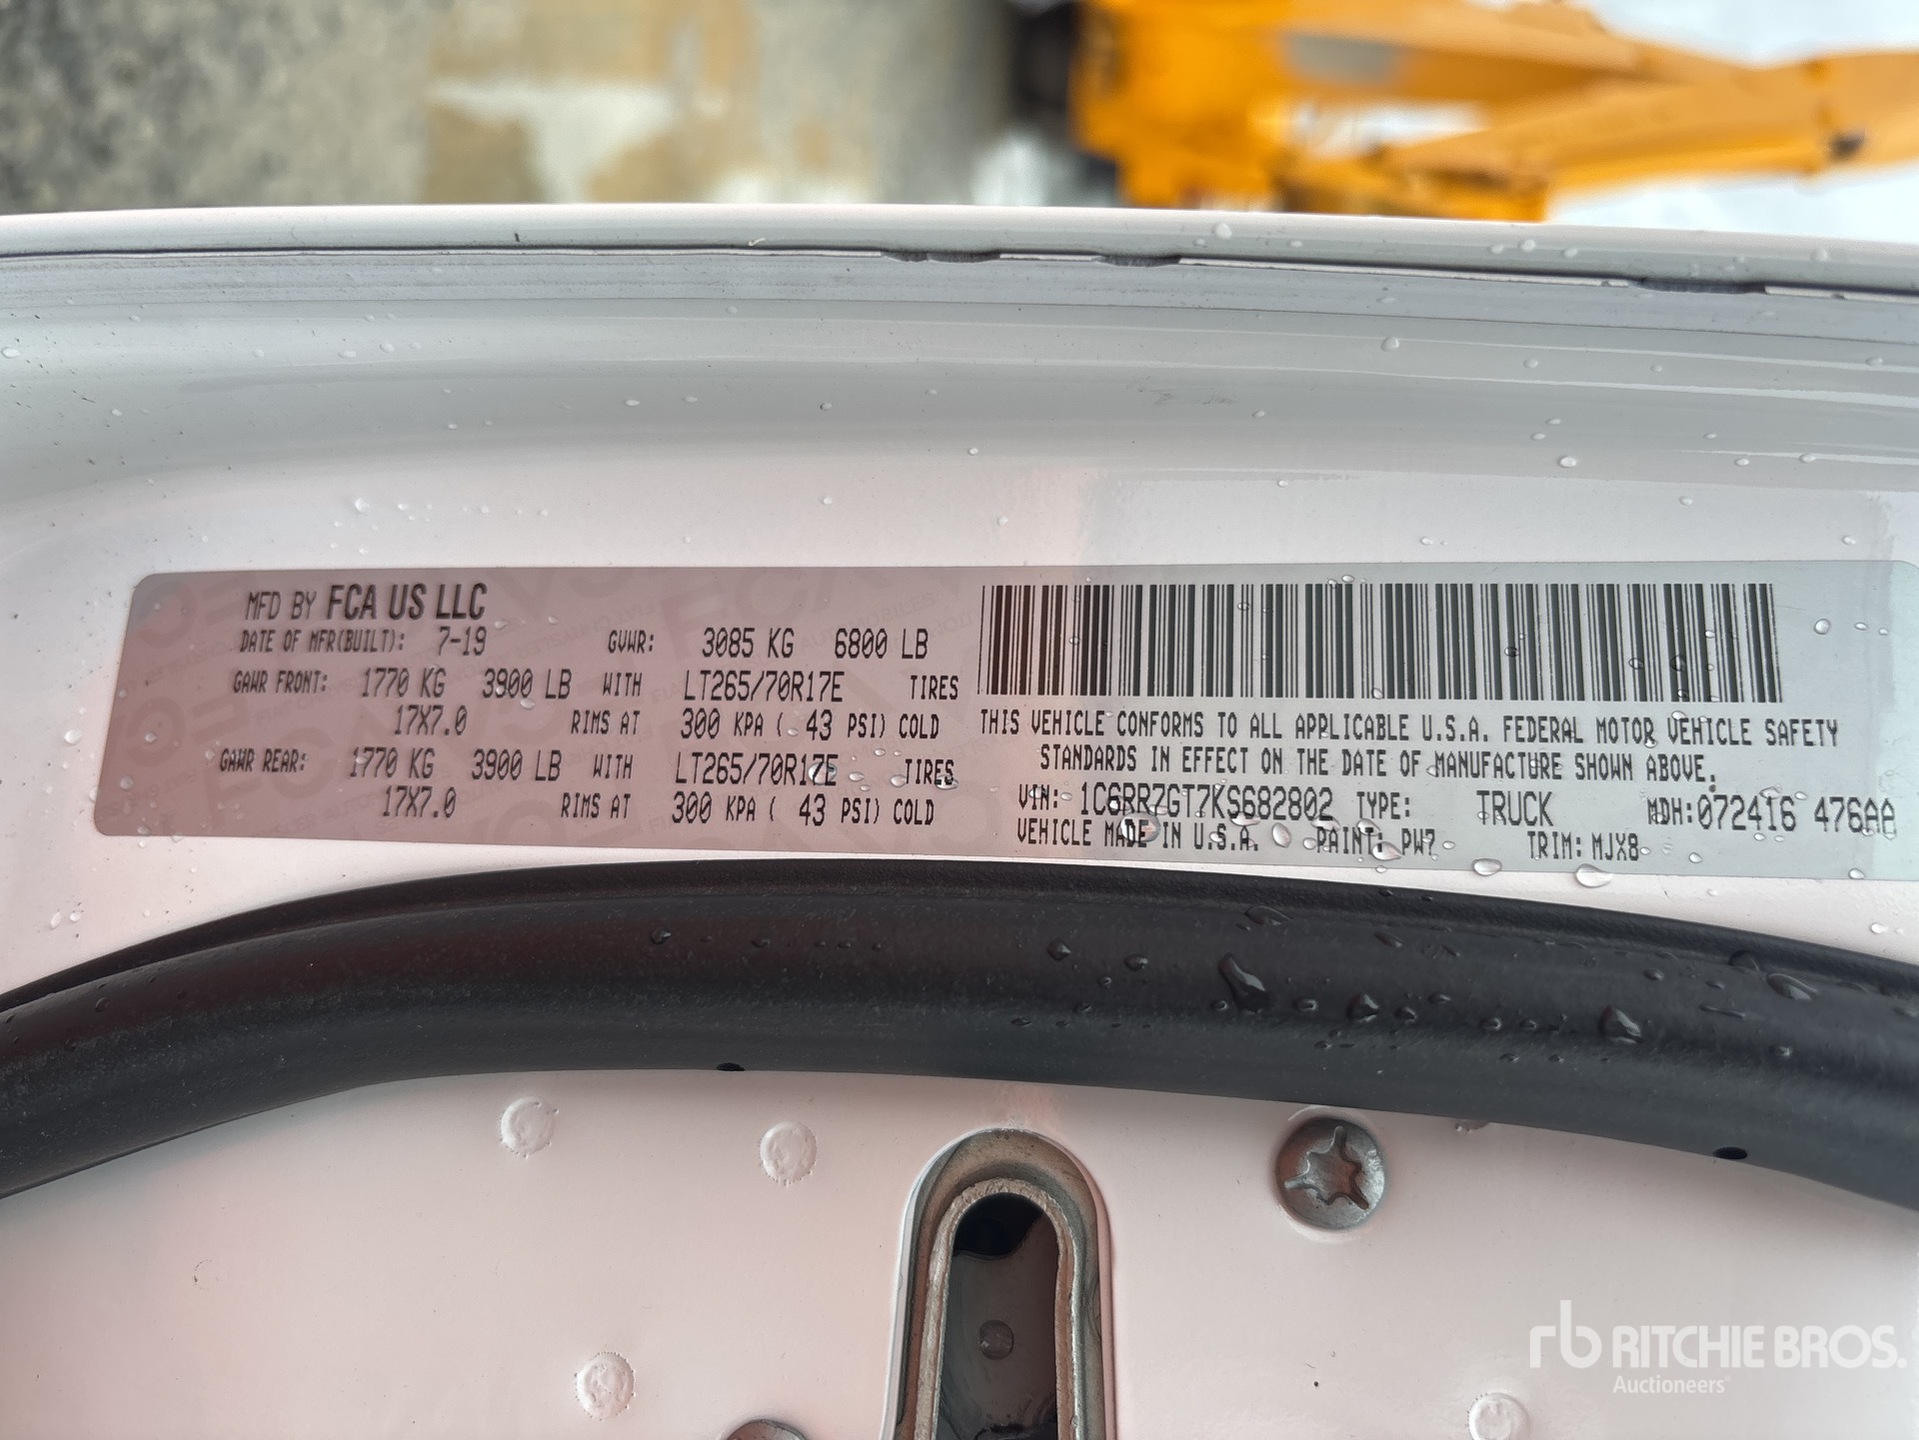 MFD BY FCA US LLC
DATE OF MFR(BUILT): 7-19 GVWR: 3085 KG 6800 LB
GAWR FRONT: 1770 KG 3900 LB WITH LT265/70R17E TIRES
17X7.0 RIMS AT 300 KPA ( 43 PSI) COLD
GAWR REAR: 1770 KG 3900 LB WITH LT265/70R17E TIRES
17X7.0 RIMS AT 300 KPA ( 43 PSI) COLD
THIS VEHICLE CONFORMS TO ALL APPLICABLE U.S.A. FEDERAL MOTOR VEHICLE SAFETY
STANDARDS IN EFFECT ON THE DATE OF MANUFACTURE SHOWN ABOVE.
VIN: 1C6RR7GT7KS682802 TYPE: TRUCK MDH:072416 476AA
VEHICLE MADE IN U.S.A. PAINT: PW7 TRIM: MJX8
rb RITCHIE BROS.
Auctioneers